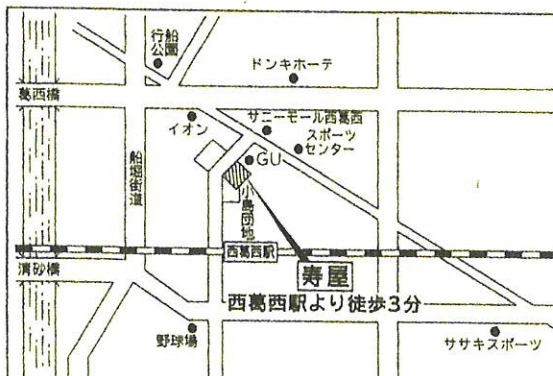 行船
公園
ドンキホーテ
葛西橋
イオン
サニーモール西葛西
スポーツ
センター
船堀街道
GU
小島団地
西葛西駅
清砂橋
寿屋
西葛西駅より徒歩3分
野球場
ササキスポーツ